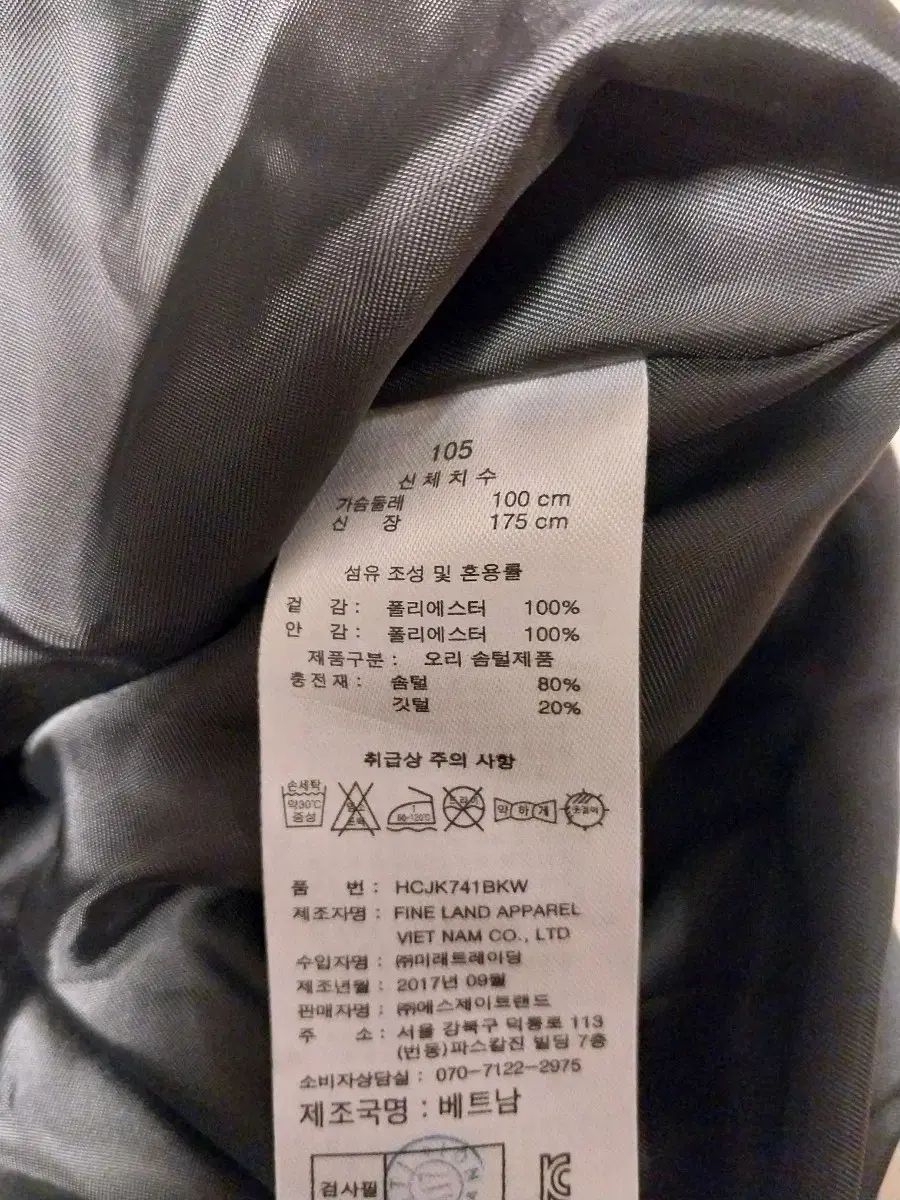 105
신체치수
가슴둘레 100 cm
신 장 175 cm
섬유 조성 및 혼용률
겉 감 : 폴리에스터 100%
안 감 : 폴리에스터 100%
제품구분 : 오리 솜털제품
충전재 : 솜털 80%
깃털 20%
취급상 주의 사항
손세탁 약30℃ 중성
80-120℃
드라이
약하게
옷걸이
품 번 : HCJK741BKW
제조자명 : FINE LAND APPAREL
VIET NAM CO., LTD
수입자명 : ㈜미래트레이딩
제조년월 : 2017년 09월
판매자명 : ㈜에스제이트랜드
주 소 : 서울 강북구 덕릉로 113
(번동)파스칼진 빌딩 7층
소비자상담실 : 070-7122-2975
제조국명 : 베트남
검사필